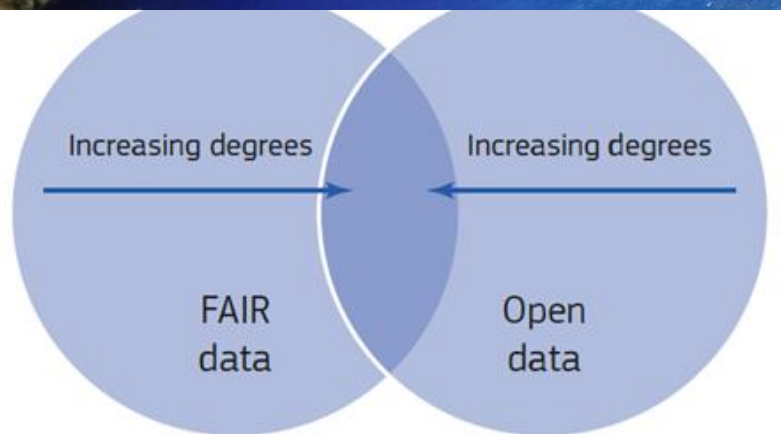 Increasing degrees
Increasing degrees
FAIR
data
Open
data